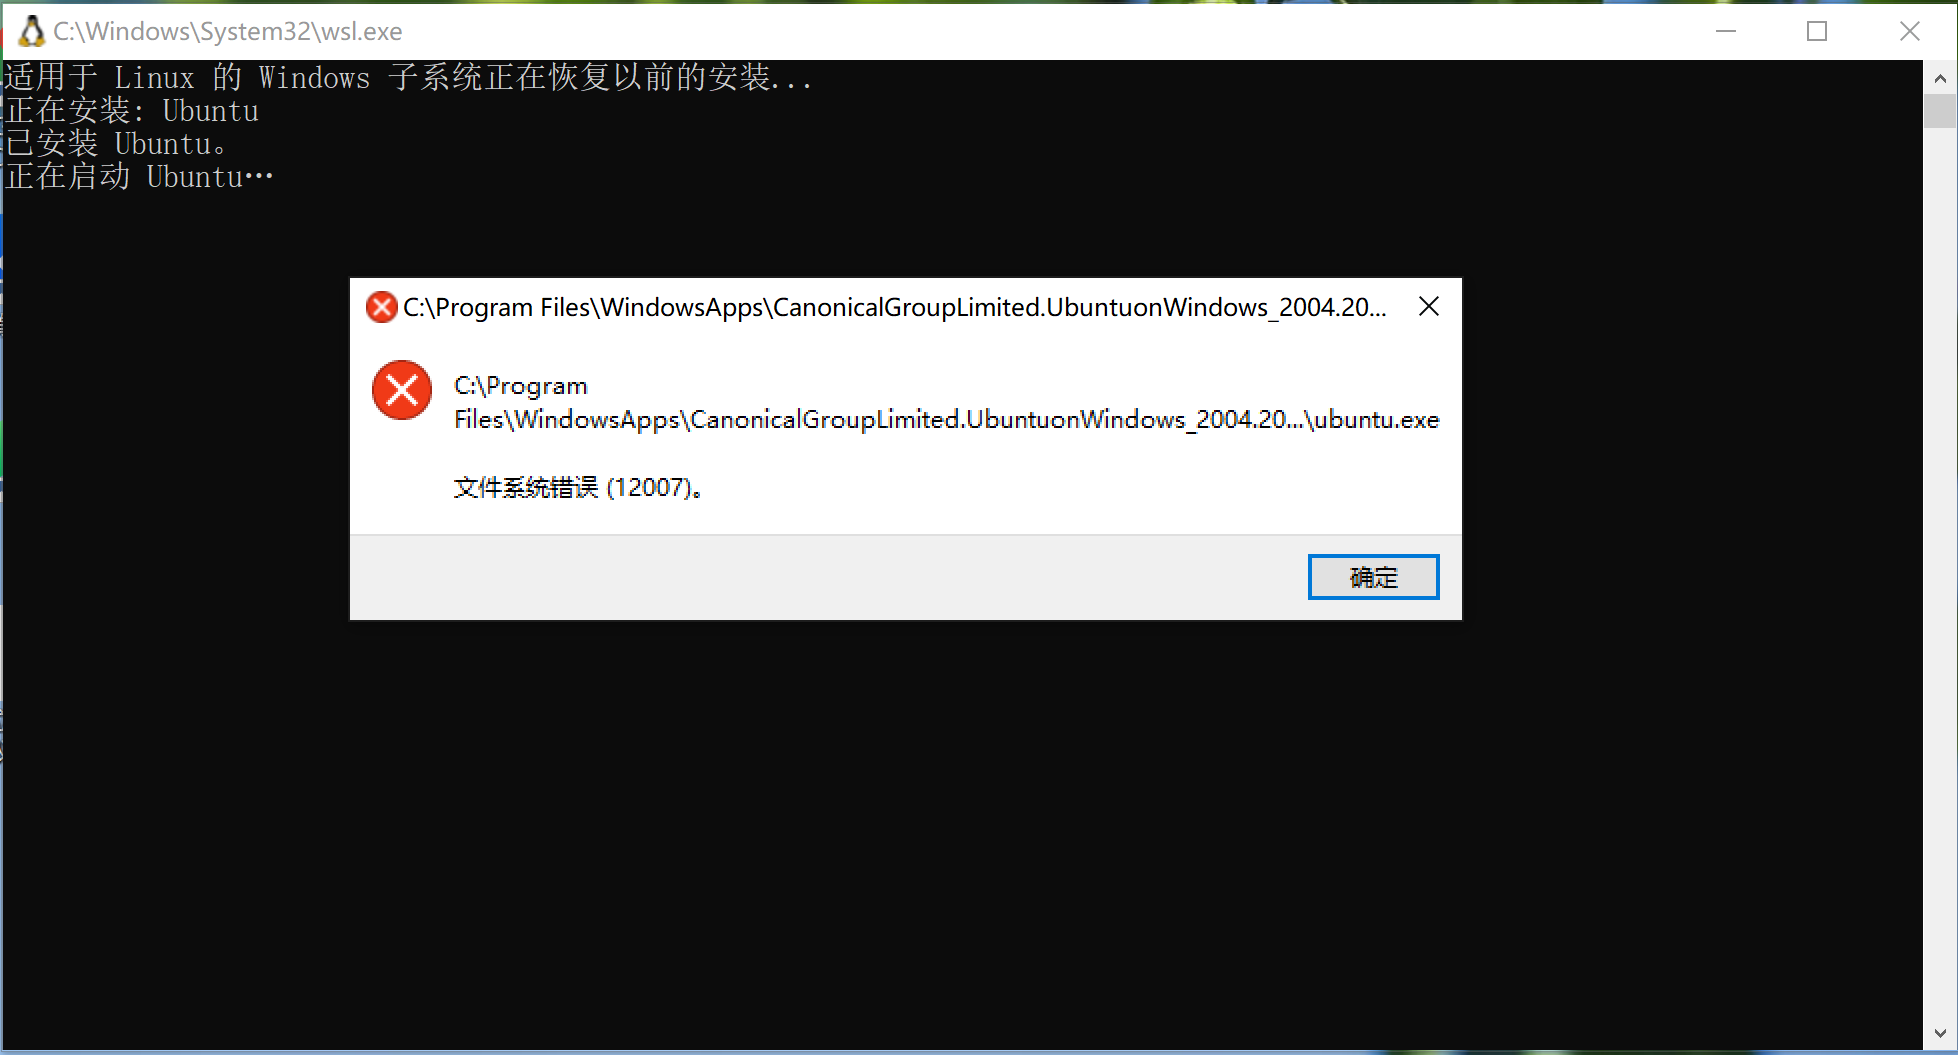 C:\Windows\System32\wsl.exe
适用于 Linux 的 Windows 子系统正在恢复以前的安装...
正在安装: Ubuntu
已安装 Ubuntu。
正在启动 Ubuntu…
C:\Program Files\WindowsApps\CanonicalGroupLimited.UbuntuonWindows_2004.20...
C:\Program
Files\WindowsApps\CanonicalGroupLimited.UbuntuonWindows_2004.20...\ubuntu.exe
文件系统错误 (12007)。
确定